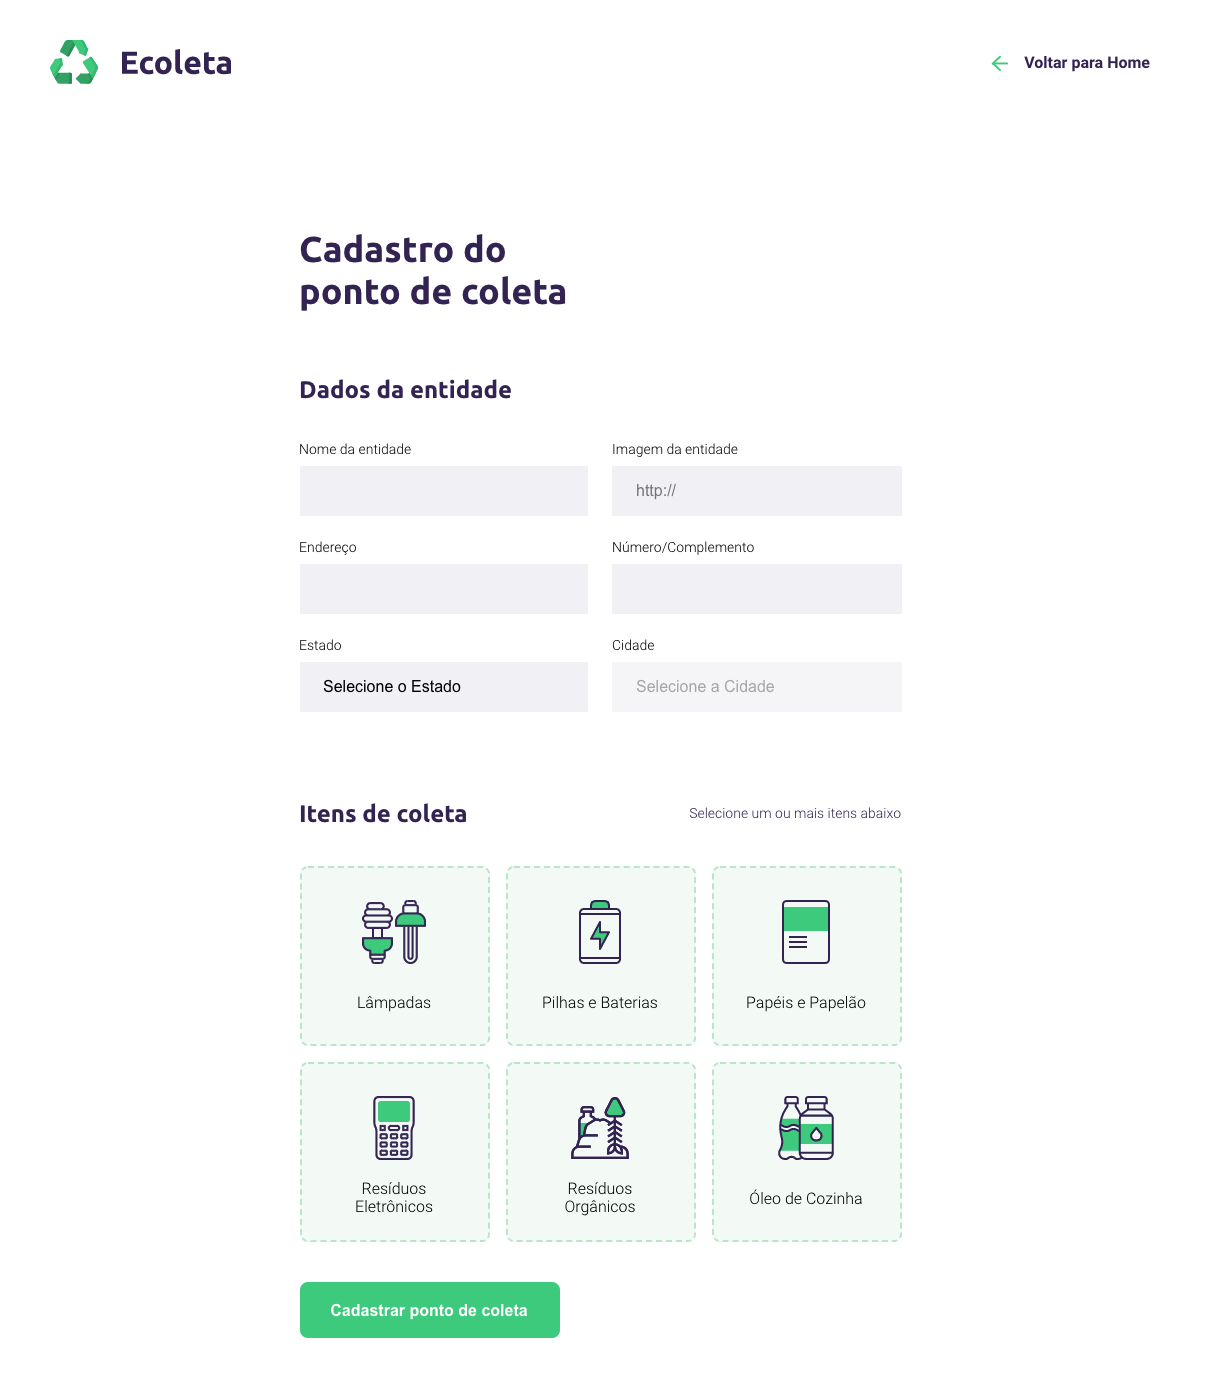 Ecoleta
Voltar para Home
Cadastro do
ponto de coleta
Dados da entidade
Nome da entidade
Imagem da entidade
http://
Endereço
Número/Complemento
Estado
Cidade
Selecione o Estado
Selecione a Cidade
Itens de coleta
Selecione um ou mais itens abaixo
Lâmpadas
Pilhas e Baterias
Papéis e Papelão
Resíduos
Eletrônicos
Resíduos
Orgânicos
Óleo de Cozinha
Cadastrar ponto de coleta